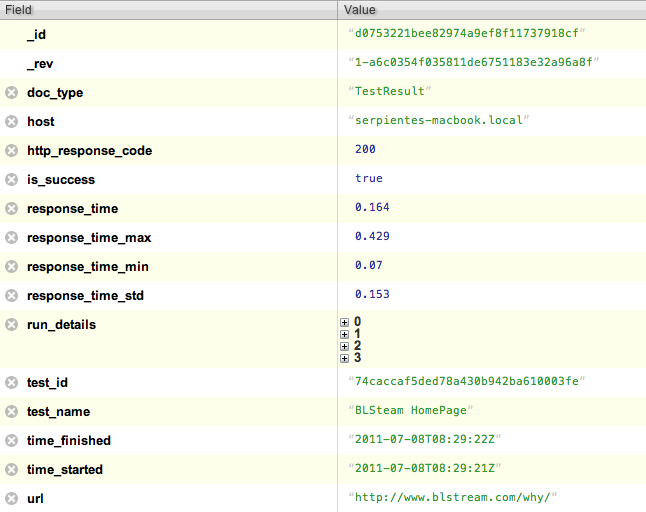 Field Value
_id "d0753221bee82974a9ef8f11737918cf"
_rev "1-a6c0354f035811de6751183e32a96a8f"
doc_type "TestResult"
host "serpientes-macbook.local"
http_response_code 200
is_success true
response_time 0.164
response_time_max 0.429
response_time_min 0.07
response_time_std 0.153
run_details 0
1
2
3
test_id "74caccaf5ded78a430b942ba610003fe"
test_name "BLSteam HomePage"
time_finished "2011-07-08T08:29:22Z"
time_started "2011-07-08T08:29:21Z"
url "http://www.blstream.com/why/"